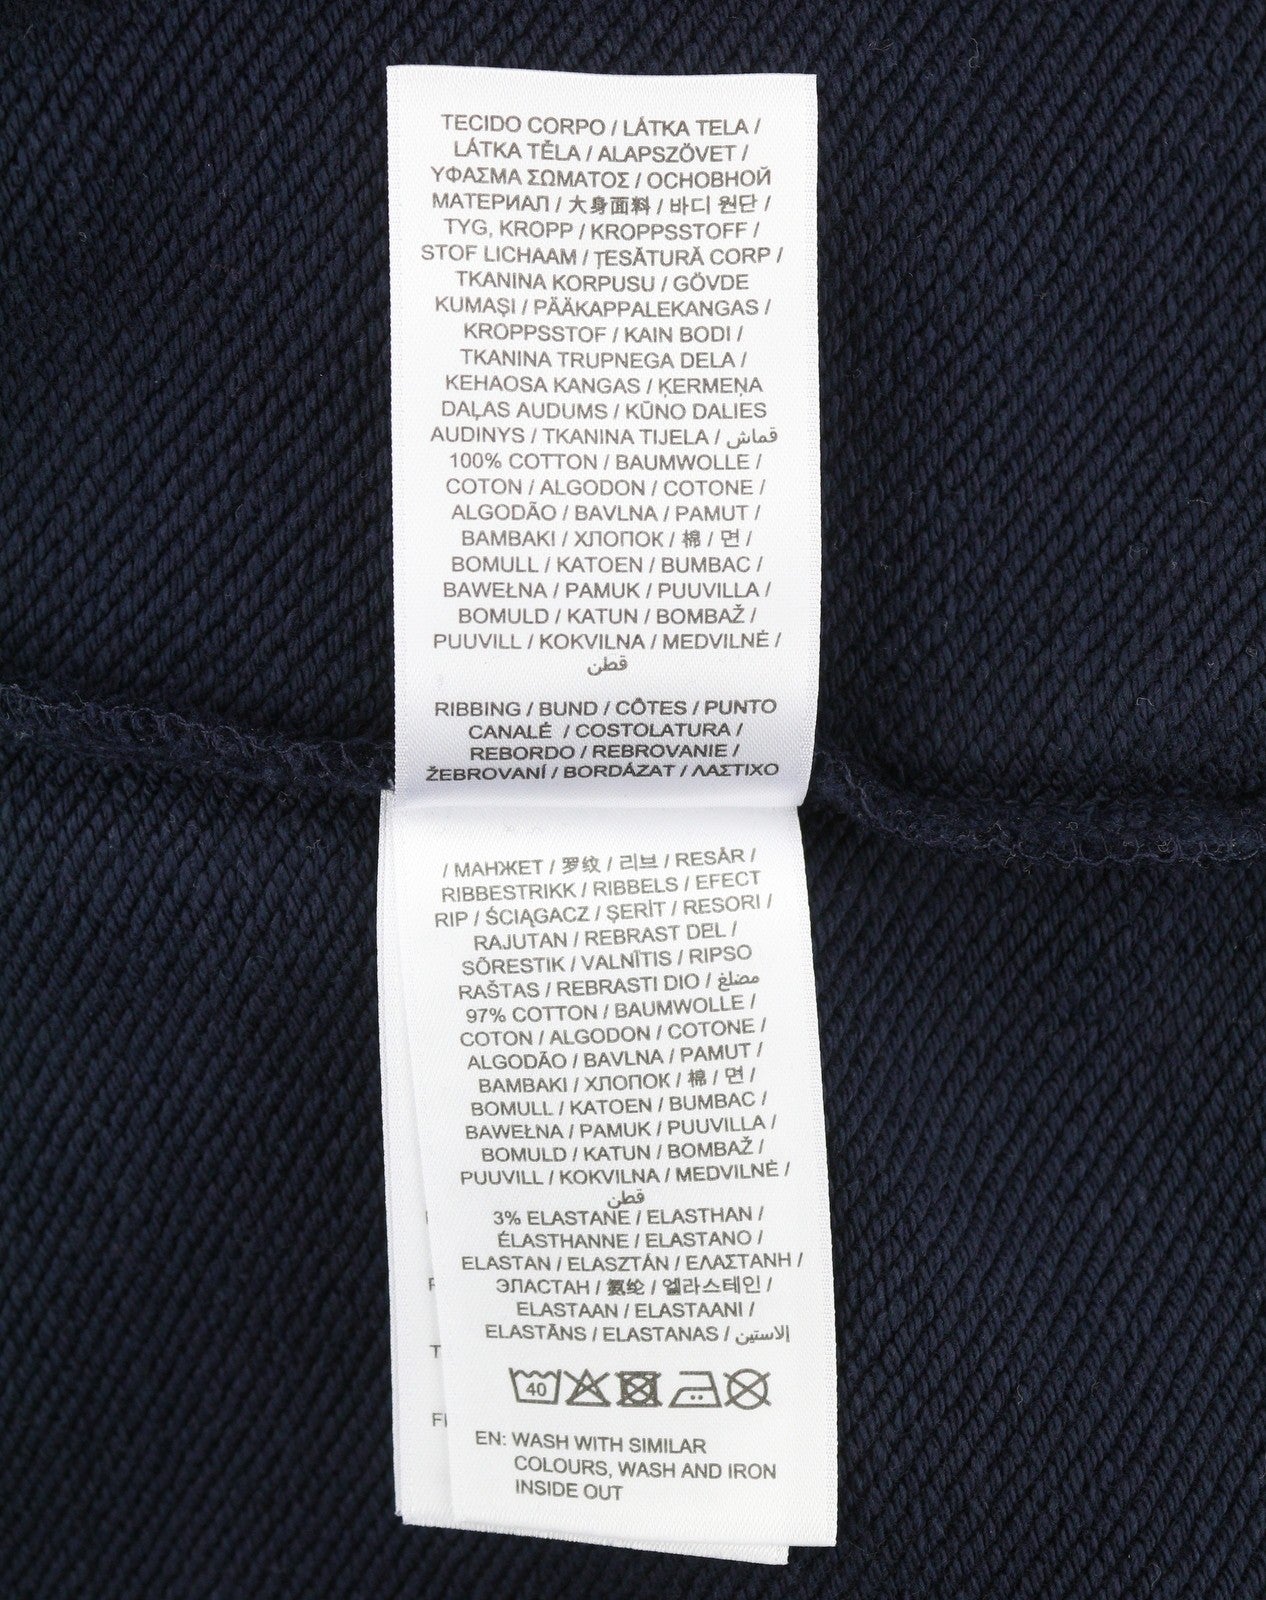 TECIDO CORPO / LÁTKA TELA /
LÁTKA TĚLA / ALAPSZÖVET /
ΥΦΑΣΜΑ ΣΩΜΑΤΟΣ / ОСНОВНОЙ
МАТЕРИАЛ / 大身面料 / 바디 원단 /
TYG, KROPP / KROPPSSTOFF /
STOF LICHAAM / ȚESĂTURĂ CORP /
TKANINA KORPUSU / GÖVDE
KUMAŞI / PÄÄKAPPALEKANGAS /
KROPPSSTOF / KAIN BODI /
TKANINA TRUPNEGA DELA /
KEHAOSA KANGAS / ĶERMEŅA
DAĻAS AUDUMS / KŪNO DALIES
AUDINYS / TKANINA TIJELA / قماش
100% COTTON / BAUMWOLLE /
COTON / ALGODON / COTONE /
ALGODÃO / BAVLNA / PAMUT /
BAMBAKI / ХЛОПОК / 棉 / 면 /
BOMULL / KATOEN / BUMBAC /
BAWEŁNA / PAMUK / PUUVILLA /
BOMULD / KATUN / BOMBAŽ /
PUUVILL / KOKVILNA / MEDVILNĖ /
قطن
RIBBING / BUND / CÔTES / PUNTO
CANALÉ / COSTOLATURA /
REBORDO / REBROVANIE /
ŽEBROVANÍ / BORDÁZAT / ΛΑΣΤΙΧΟ
/ МАНЖЕТ / 罗纹 / 리브 / RESÅR /
RIBBESTRIKK / RIBBELS / EFECT
RIP / ŚCIĄGACZ / ŞERİT / RESORI /
RAJUTAN / REBRAST DEL /
SÕRESTIK / VALNĪTIS / RIPSO
RAŠTAS / REBRASTI DIO / مضلع
97% COTTON / BAUMWOLLE /
COTON / ALGODON / COTONE /
ALGODÃO / BAVLNA / PAMUT /
BAMBAKI / ХЛОПОК / 棉 / 면 /
BOMULL / KATOEN / BUMBAC /
BAWEŁNA / PAMUK / PUUVILLA /
BOMULD / KATUN / BOMBAŽ /
PUUVILL / KOKVILNA / MEDVILNĖ /
قطن
3% ELASTANE / ELASTHAN /
ÉLASTHANNE / ELASTANO /
ELASTAN / ELASZTÁN / ΕΛΑΣΤΑΝΗ /
ЭЛАСТАН / 氨纶 / 엘라스테인 /
ELASTAAN / ELASTAANI /
ELASTĀNS / ELASTANAS / الاستين
40
EN: WASH WITH SIMILAR
COLOURS, WASH AND IRON
INSIDE OUT